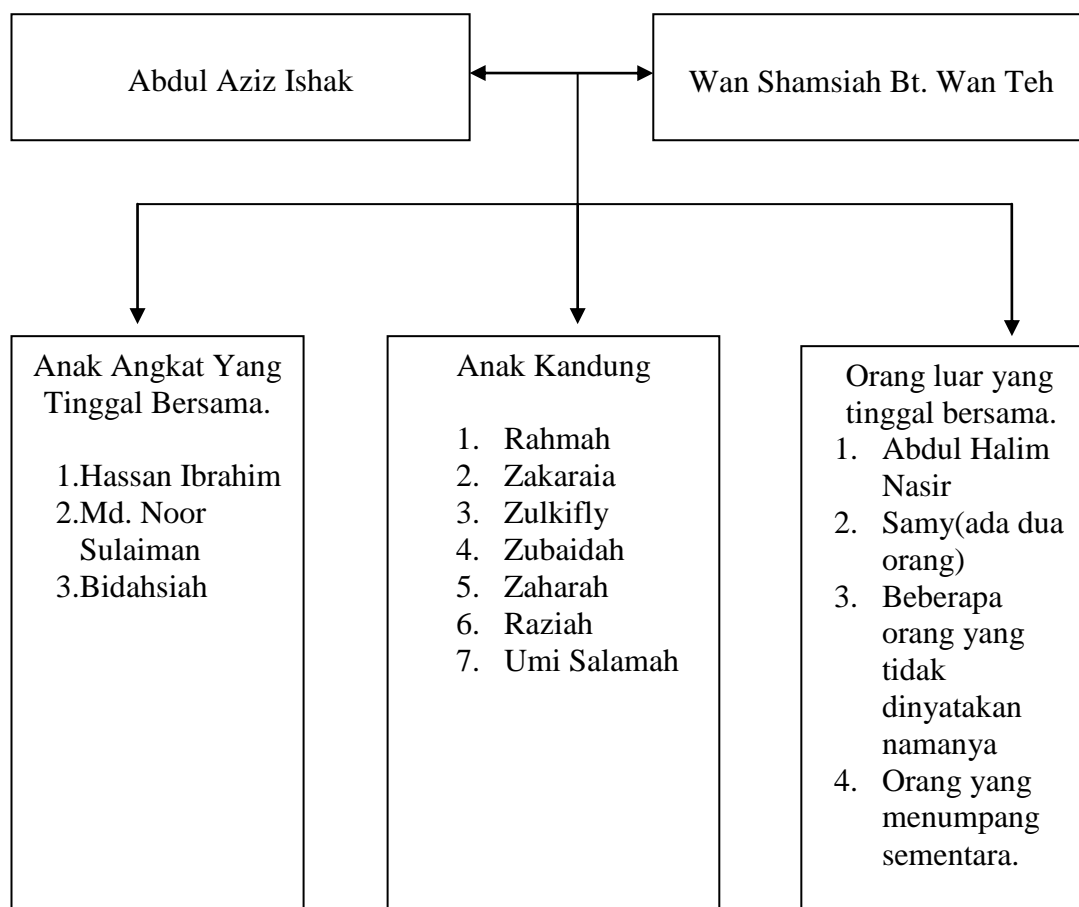 Abdul Aziz Ishak
Wan Shamsiah Bt. Wan Teh
Anak Angkat Yang
Tinggal Bersama.
1.Hassan Ibrahim
2.Md. Noor
Sulaiman
3.Bidahsiah
Anak Kandung
1. Rahmah
2. Zakaraia
3. Zulkifly
4. Zubaidah
5. Zaharah
6. Raziah
7. Umi Salamah
Orang luar yang
tinggal bersama.
1. Abdul Halim
Nasir
2. Samy(ada dua
orang)
3. Beberapa
orang yang
tidak
dinyatakan
namanya
4. Orang yang
menumpang
sementara.